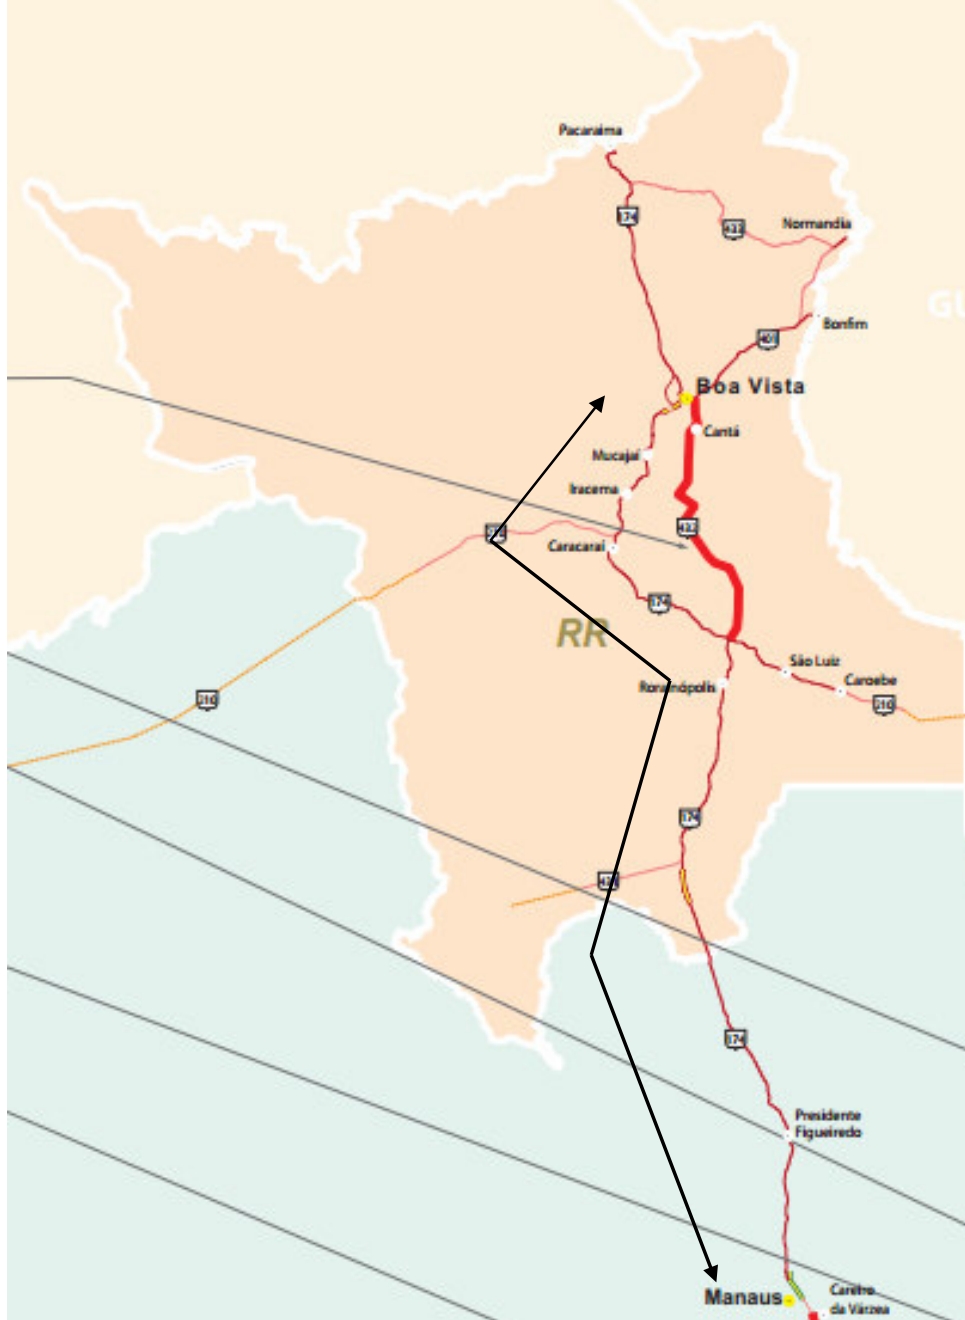 Pacaraima
174
433
Normandia
GU
Bonfim
401
Boa Vista
Cantá
Mucajaí
Iracema
432
Caracaraí
174
RR
São Luiz
Caroebe
Rorainópolis
210
210
174
174
Presidente
Figueiredo
Manaus
Careiro
da Várzea